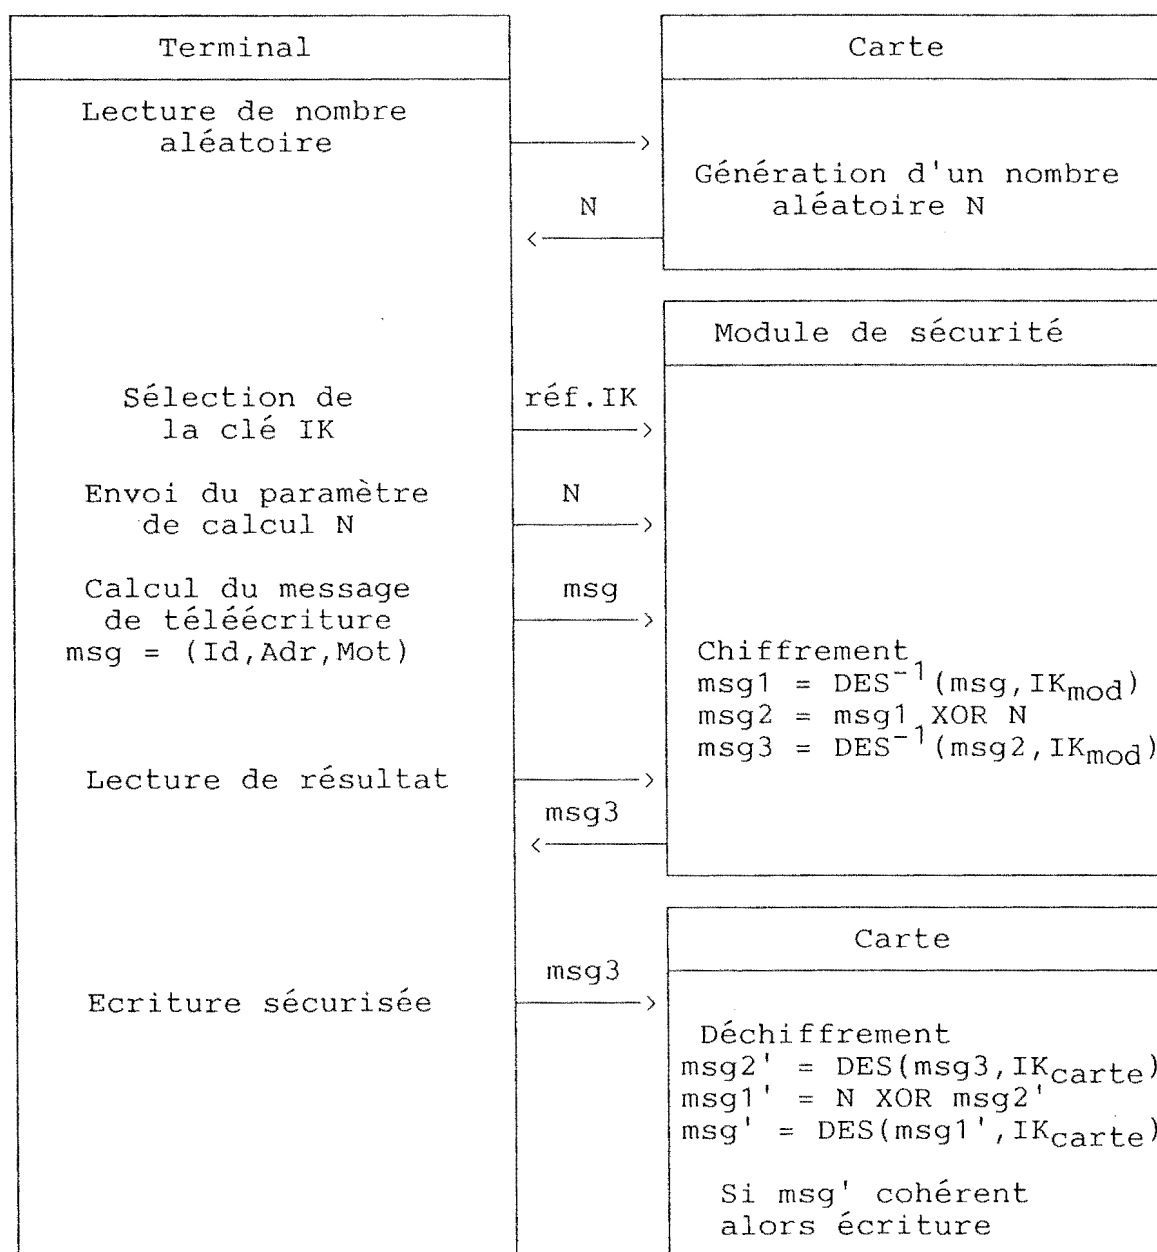 Terminal
Carte
Lecture de nombre
aléatoire
Génération d'un nombre
aléatoire N
N
Module de sécurité
Sélection de
la clé IK
réf.IK
Envoi du paramètre
de calcul N
N
Calcul du message
de téléécriture
msg = (Id,Adr,Mot)
msg
Chiffrement
msg1 = DES⁻¹(msg,IKmod)
msg2 = msg1 XOR N
msg3 = DES⁻¹(msg2,IKmod)
Lecture de résultat
msg3
Carte
Ecriture sécurisée
msg3
Déchiffrement
msg2' = DES(msg3,IKcarte)
msg1' = N XOR msg2'
msg' = DES(msg1',IKcarte)
Si msg' cohérent
alors écriture